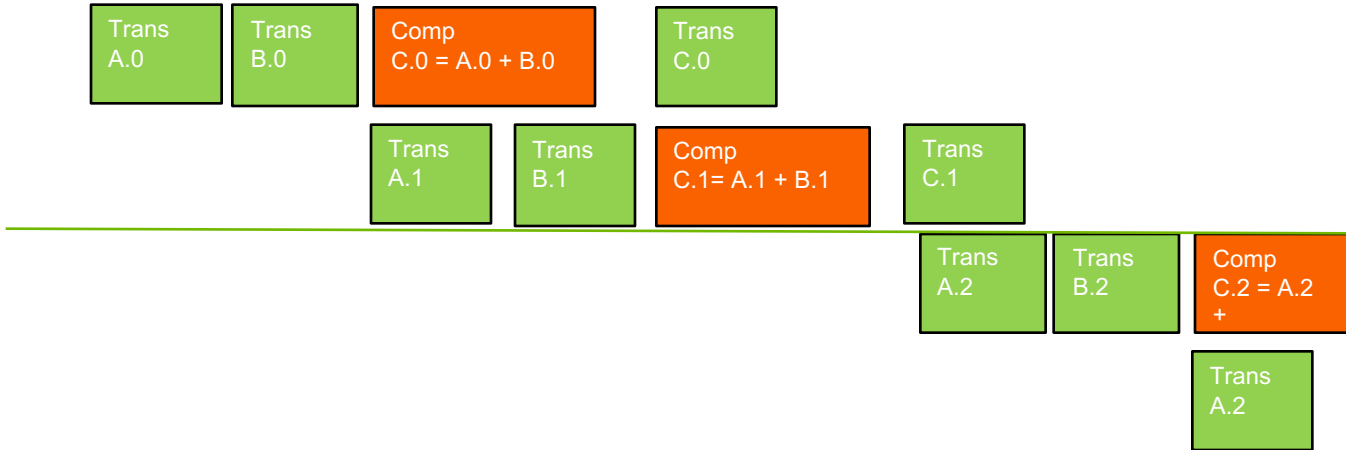 Trans
A.0
Trans
B.0
Comp
C.0 = A.0 + B.0
Trans
C.0
Trans
A.1
Trans
B.1
Comp
C.1= A.1 + B.1
Trans
C.1
Trans
A.2
Trans
B.2
Comp
C.2 = A.2
+
Trans
A.2